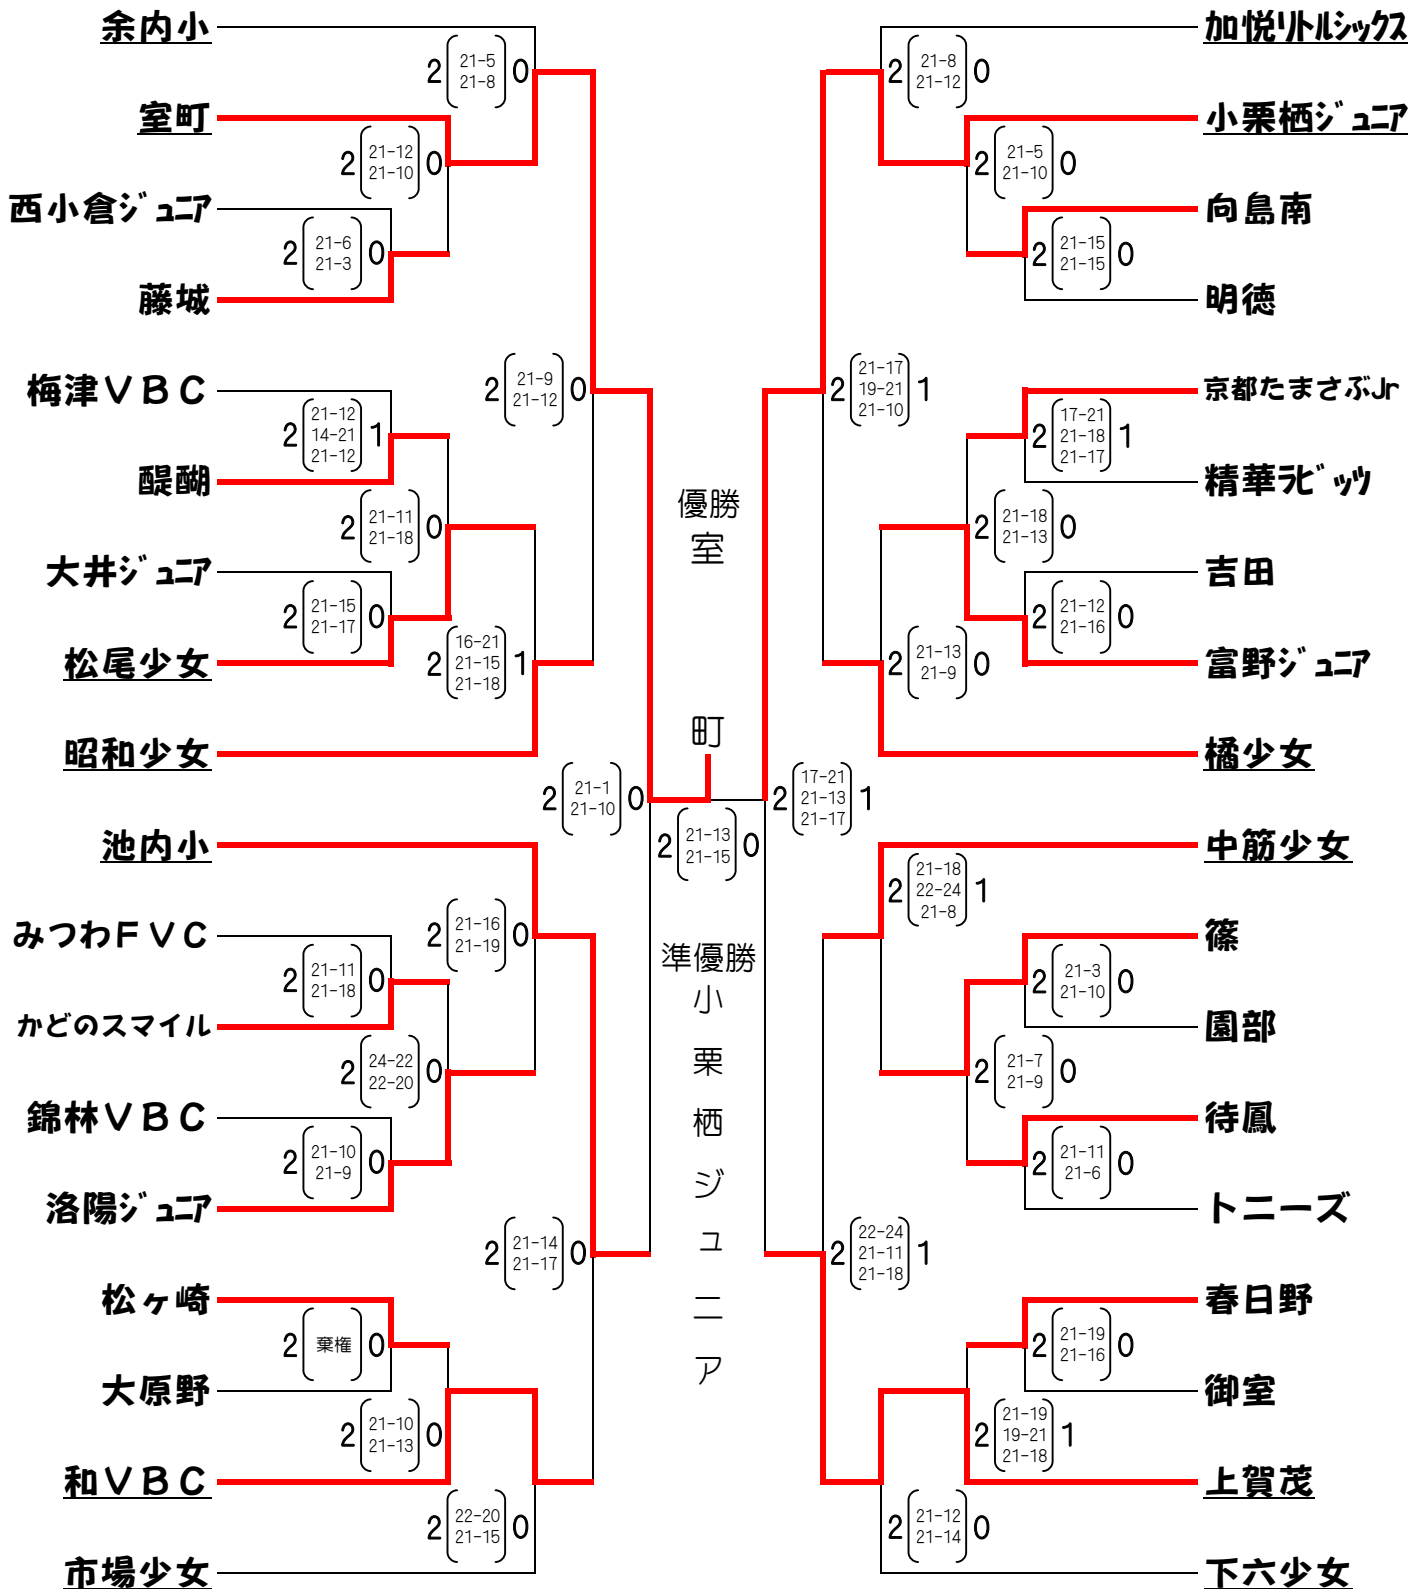 余内小
2 21-5 0
21-8
室町
2 21-12 0
21-10
西小倉ジュニア
2 21-6 0
21-3
藤城
2 21-9 0
21-12
梅津ＶＢＣ
2 21-12 1
14-21
21-12
醍醐
2 21-11 0
21-18
大井ジュニア
2 21-15 0
21-17
松尾少女
2 16-21 1
21-15
21-18
昭和少女
2 21-1 0
21-10
池内小
2 21-16 0
21-19
みつわＦＶＣ
2 21-11 0
21-18
かどのスマイル
2 24-22 0
22-20
錦林ＶＢＣ
2 21-10 0
21-9
洛陽ジュニア
2 21-14 0
21-17
松ヶ崎
2 棄権 0
大原野
2 21-10 0
21-13
和ＶＢＣ
2 22-20 0
21-15
市場少女
優勝
室
町
2 21-13 0
21-15
準優勝
小
栗
栖
ジ
ュ
ニ
ア
加悦リトルシックス
2 21-8 0
21-12
小栗栖ジュニア
2 21-5 0
21-10
向島南
2 21-15 0
21-15
明徳
2 21-17 1
19-21
21-10
京都たまさぶJr
2 17-21 1
21-18
21-17
精華ラビッツ
2 21-18 0
21-13
吉田
2 21-12 0
21-16
富野ジュニア
2 21-13 0
21-9
橘少女
2 17-21 1
21-13
21-17
中筋少女
2 21-18 1
22-24
21-8
篠
2 21-3 0
21-10
園部
2 21-7 0
21-9
待鳳
2 21-11 0
21-6
トニーズ
2 22-24 1
21-11
21-18
春日野
2 21-19 0
21-16
御室
2 21-19 1
19-21
21-18
上賀茂
2 21-12 0
21-14
下六少女